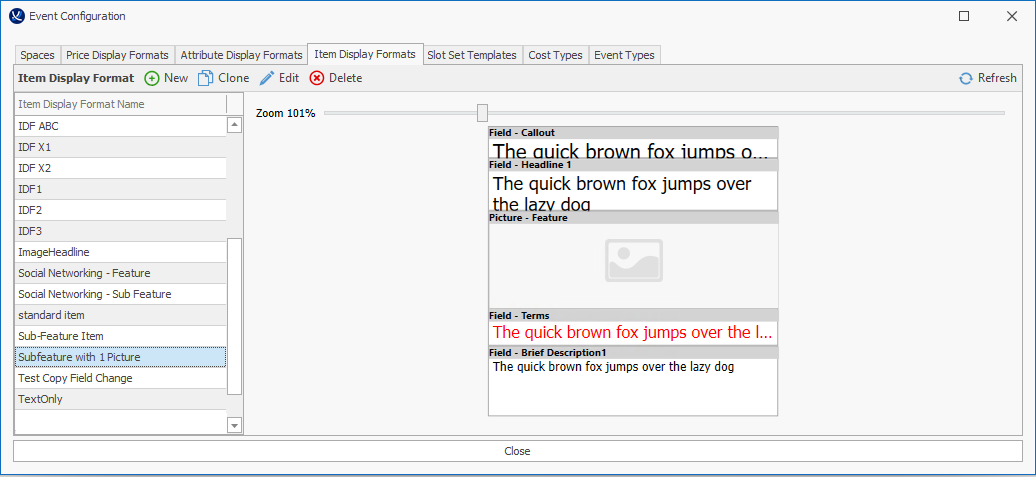 Event Configuration
Spaces Price Display Formats Attribute Display Formats Item Display Formats Slot Set Templates Cost Types Event Types
Item Display Format New Clone Edit Delete Refresh
Item Display Format Name
IDF ABC
IDF X1
IDF X2
IDF1
IDF2
IDF3
ImageHeadline
Social Networking - Feature
Social Networking - Sub Feature
standard item
Sub-Feature Item
Subfeature with 1 Picture
Test Copy Field Change
TextOnly
Zoom 101%
Field - Callout
The quick brown fox jumps o...
Field - Headline 1
The quick brown fox jumps over
the lazy dog
Picture - Feature
Field - Terms
The quick brown fox jumps over the l...
Field - Brief Description1
The quick brown fox jumps over the lazy dog
Close